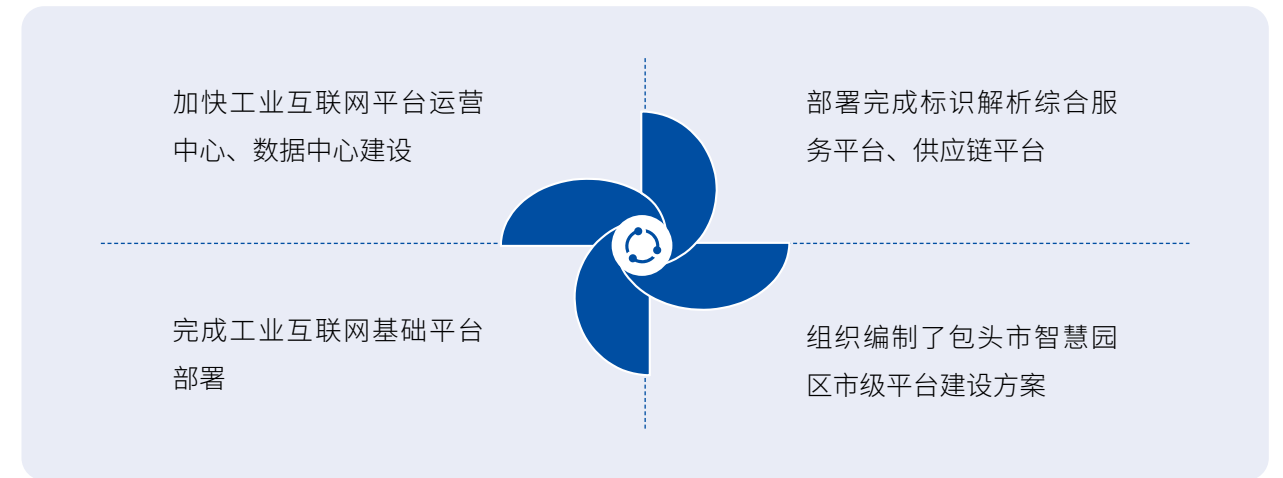 加快工业互联网平台运营
中心、数据中心建设
部署完成标识解析综合服
务平台、供应链平台
完成工业互联网基础平台
部署
组织编制了包头市智慧园
区市级平台建设方案